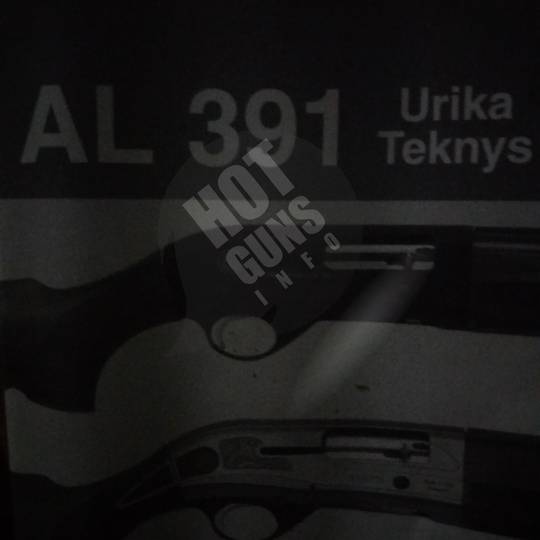 AL 391
Urika
Teknys
HOT
GUNS
INFO